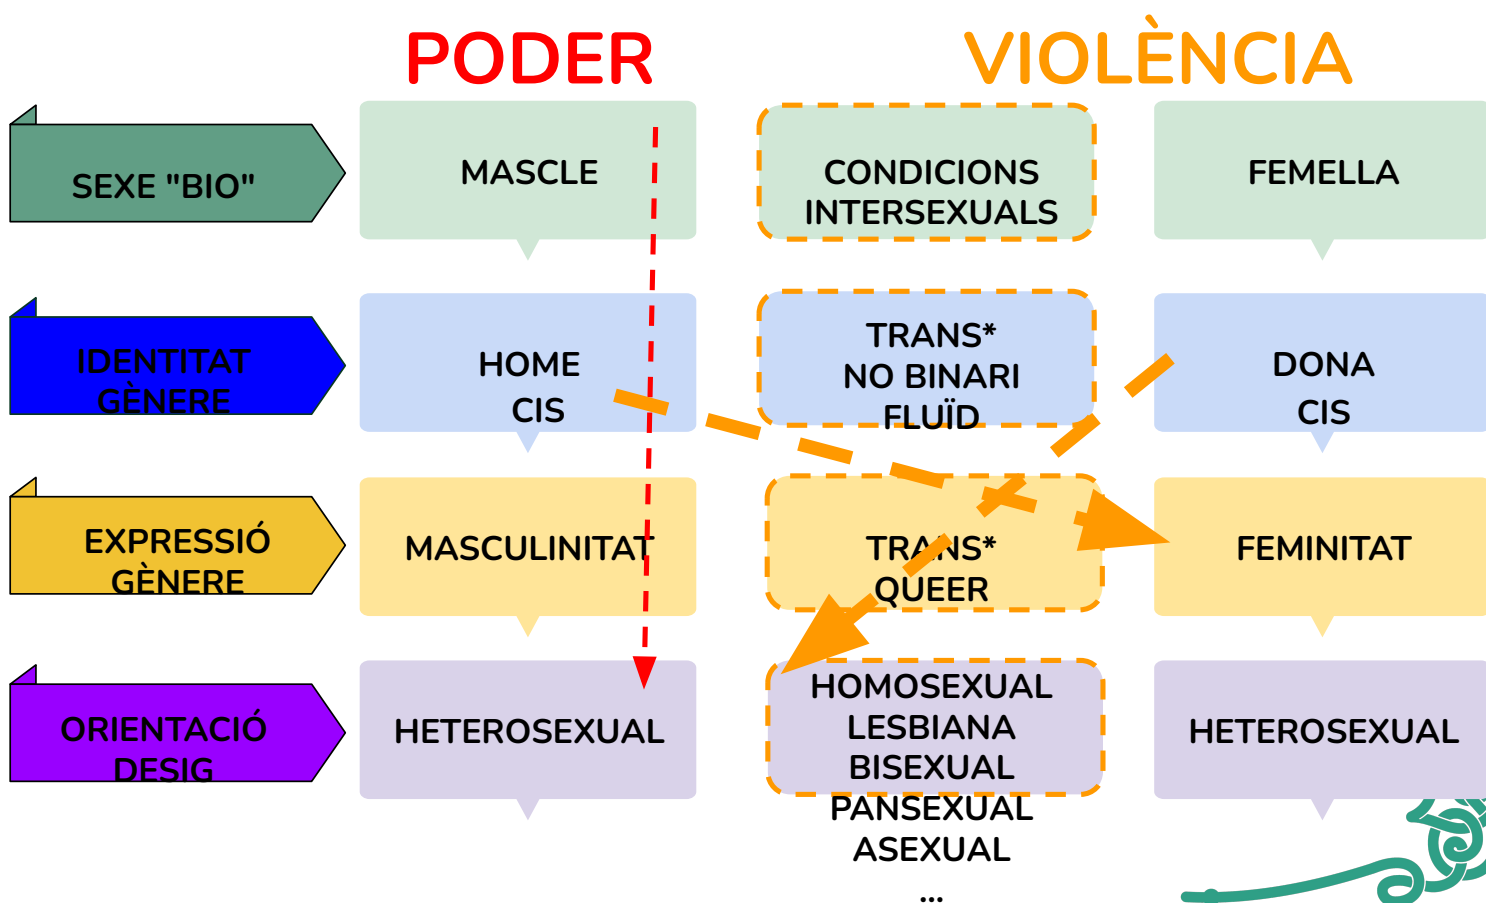 PODER
VIOLÈNCIA
SEXE "BIO"
MASCLE
CONDICIONS
INTERSEXUALS
FEMELLA
IDENTITAT
GÈNERE
HOME
CIS
TRANS*
NO BINARI
FLUÏD
DONA
CIS
EXPRESSIÓ
GÈNERE
MASCULINITAT
TRANS*
QUEER
FEMINITAT
ORIENTACIÓ
DESIG
HETEROSEXUAL
HOMOSEXUAL
LESBIANA
BISEXUAL
PANSEXUAL
ASEXUAL
...
HETEROSEXUAL